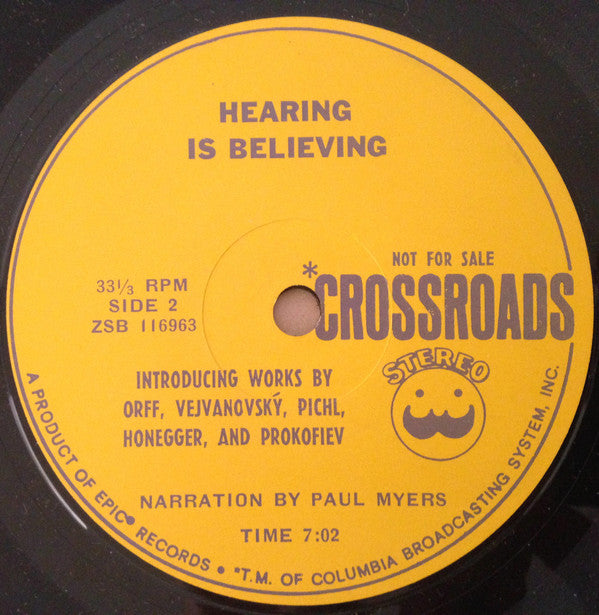 HEARING
IS BELIEVING
NOT FOR SALE
33⅓ RPM
SIDE 2
ZSB 116963
*CROSSROADS
STEREO
INTRODUCING WORKS BY
ORFF, VEJVANOVSKÝ, PICHL,
HONEGGER, AND PROKOFIEV
NARRATION BY PAUL MYERS
TIME 7:02
A PRODUCT OF EPIC® RECORDS • *T.M. OF COLUMBIA BROADCASTING SYSTEM, INC.